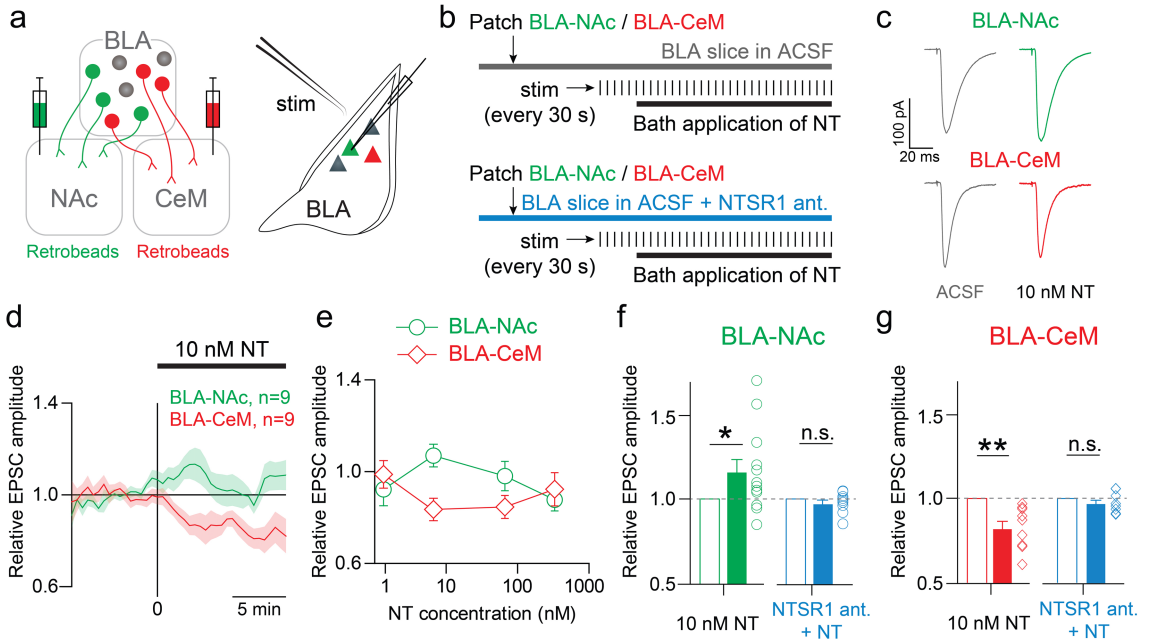 a
BLA
NAc
CeM
Retrobeads
Retrobeads
stim
BLA
b
Patch BLA-NAc / BLA-CeM
BLA slice in ACSF
stim
(every 30 s)
Bath application of NT
Patch BLA-NAc / BLA-CeM
BLA slice in ACSF + NTSR1 ant.
stim
(every 30 s)
Bath application of NT
c
BLA-NAc
100 pA
20 ms
BLA-CeM
ACSF
10 nM NT
d
10 nM NT
BLA-NAc, n=9
BLA-CeM, n=9
Relative EPSC amplitude
1.4
1.0
0.6
0
5 min
e
BLA-NAc
BLA-CeM
Relative EPSC amplitude
1.4
1.0
0.6
1
10
100
1000
NT concentration (nM)
f
BLA-NAc
Relative EPSC amplitude
1.5
1.0
0.5
*
n.s.
10 nM NT
NTSR1 ant.
+ NT
g
BLA-CeM
Relative EPSC amplitude
1.5
1.0
0.5
**
n.s.
10 nM NT
NTSR1 ant.
+ NT